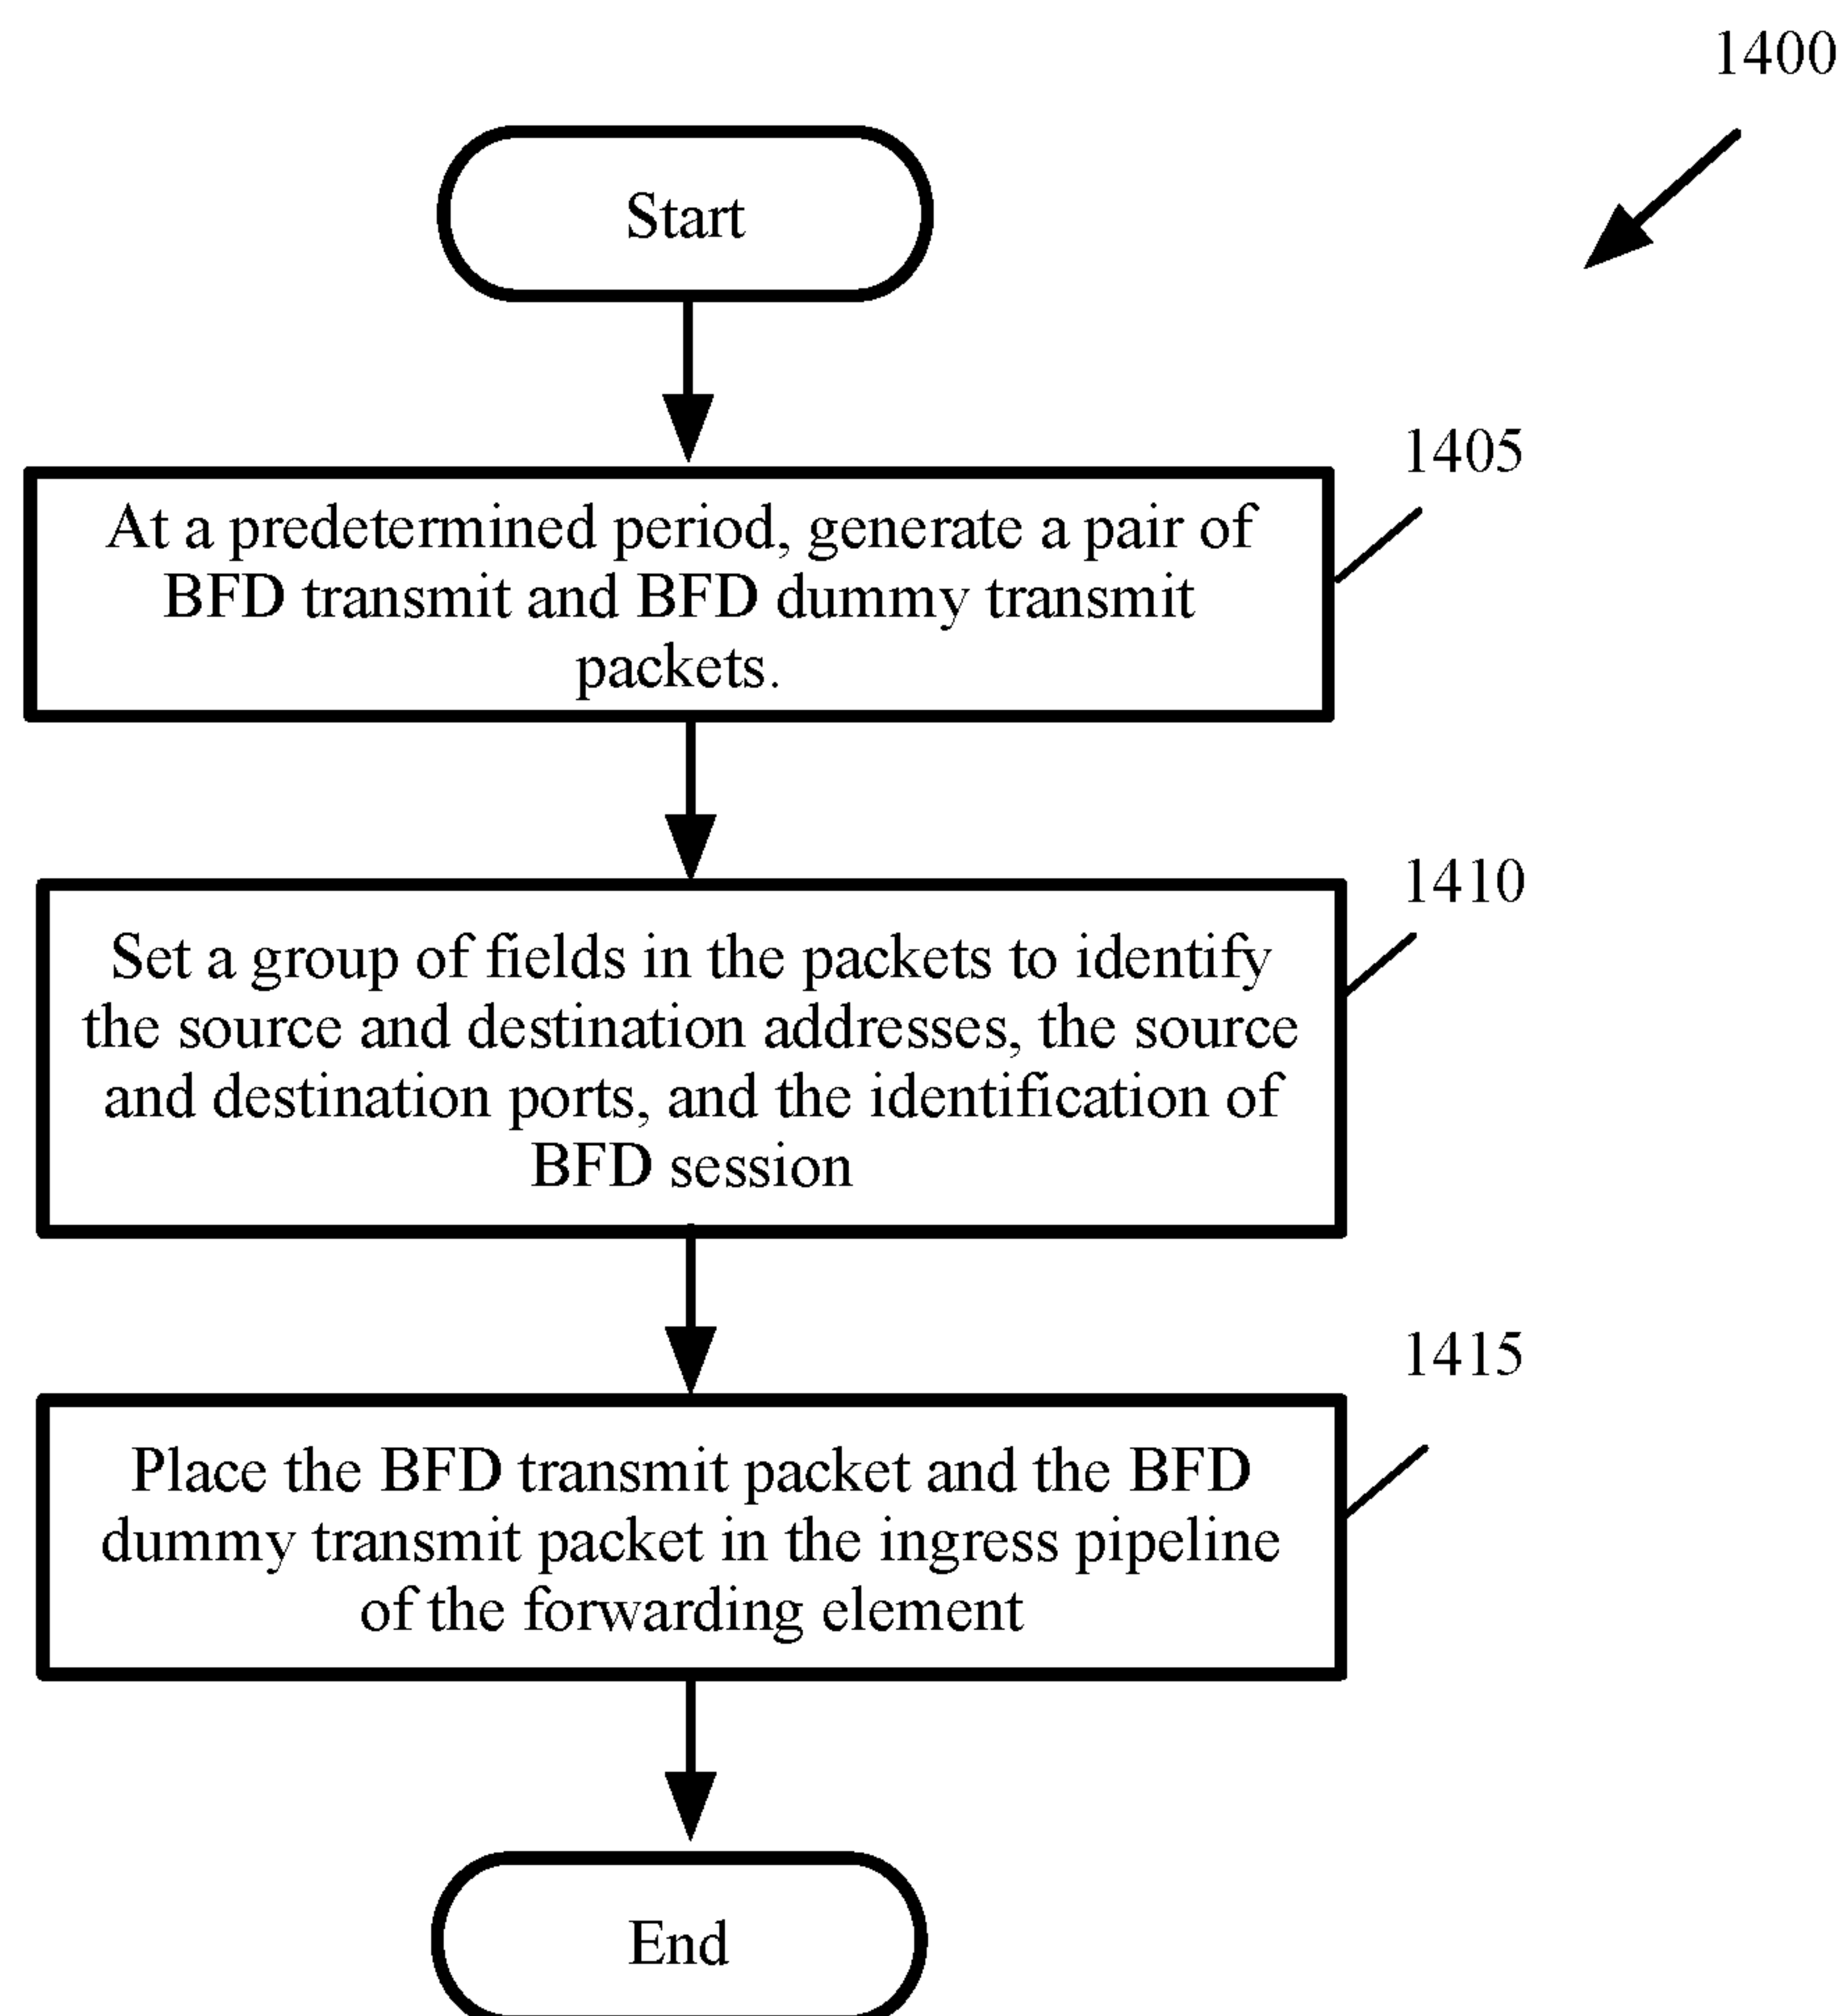 1400
Start
1405
At a predetermined period, generate a pair of
BFD transmit and BFD dummy transmit
packets.
1410
Set a group of fields in the packets to identify
the source and destination addresses, the source
and destination ports, and the identification of
BFD session
1415
Place the BFD transmit packet and the BFD
dummy transmit packet in the ingress pipeline
of the forwarding element
End